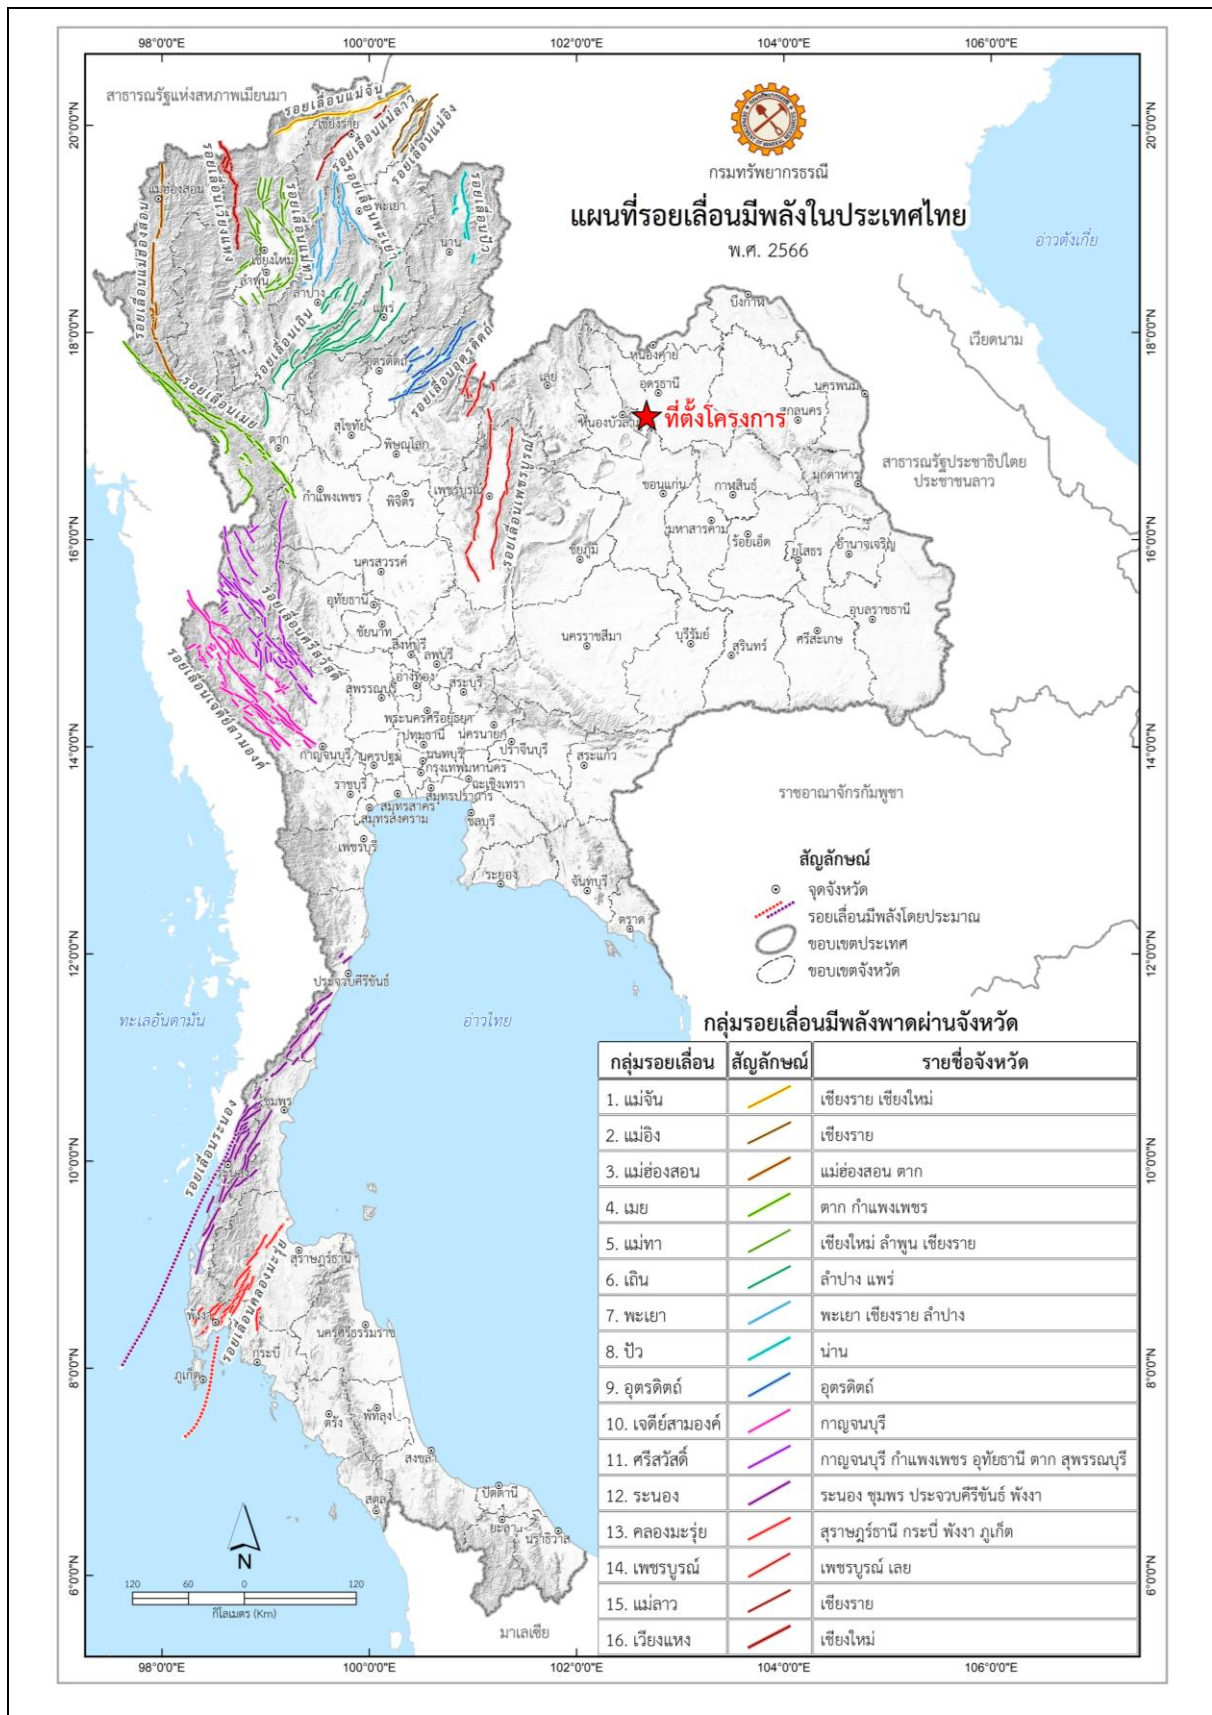 98°0'0"E
100°0'0"E
102°0'0"E
104°0'0"E
106°0'0"E
สาธารณรัฐแห่งสหภาพเมียนมา
กรมทรัพยากรธรณี
แผนที่รอยเลื่อนมีพลังในประเทศไทย
พ.ศ. 2566
อ่าวตังเกี๋ย
เวียดนาม
สาธารณรัฐประชาธิปไตย
ประชาชนลาว
ราชอาณาจักรกัมพูชา
ทะเลอันดามัน
อ่าวไทย
มาเลเซีย
20°0'0"N
18°0'0"N
16°0'0"N
14°0'0"N
12°0'0"N
10°0'0"N
8°0'0"N
6°0'0"N
20°0'0"N
18°0'0"N
16°0'0"N
14°0'0"N
12°0'0"N
10°0'0"N
8°0'0"N
6°0'0"N
รอยเลื่อนแม่จัน
รอยเลื่อนแม่ลาว
รอยเลื่อนแม่อิง
รอยเลื่อนเวียงแหง
รอยเลื่อนแม่ทา
รอยเลื่อนพะเยา
รอยเลื่อนปัว
รอยเลื่อนแม่ฮ่องสอน
รอยเลื่อนเถิน
รอยเลื่อนอุตรดิตถ์
รอยเลื่อนเมย
รอยเลื่อนเพชรบูรณ์
รอยเลื่อนศรีสวัสดิ์
รอยเลื่อนเจดีย์สามองค์
รอยเลื่อนระนอง
รอยเลื่อนคลองมะรุ่ย
เชียงราย
แม่ฮ่องสอน
พะเยา
น่าน
เชียงใหม่
ลำพูน
ลำปาง
แพร่
อุตรดิตถ์
บึงกาฬ
หนองคาย
เลย
อุดรธานี
นครพนม
หนองบัวลำ
ที่ตั้งโครงการ
กลนคร
สุโขทัย
ตาก
พิษณุโลก
มุกดาหาร
กำแพงเพชร
พิจิตร
เพชรบูรณ์
ขอนแก่น
กาฬสินธุ์
มหาสารคาม
ร้อยเอ็ด
ชัยภูมิ
ยโสธร
อำนาจเจริญ
นครสวรรค์
อุทัยธานี
ชัยนาท
สิงห์บุรี
ลพบุรี
นครราชสีมา
บุรีรัมย์
สุรินทร์
ศรีสะเกษ
อุบลราชธานี
อ่างทอง
สุพรรณบุรี
สระบุรี
พระนครศรีอยุธยา
นครนายก
ปทุมธานี
ปราจีนบุรี
กาญจนบุรี
นครปฐม
นนทบุรี
สระแก้ว
กรุงเทพมหานคร
ฉะเชิงเทรา
ราชบุรี
สมุทรปราการ
สมุทรสาคร
สมุทรสงคราม
ชลบุรี
เพชรบุรี
ระยอง
จันทบุรี
ตราด
ประจวบคีรีขันธ์
ชุมพร
ระนอง
สุราษฎร์ธานี
พังงา
นครศรีธรรมราช
กระบี่
ภูเก็ต
ตรัง
พัทลุง
สงขลา
สตูล
ปัตตานี
ยะลา
นราธิวาส
สัญลักษณ์
จุดจังหวัด
รอยเลื่อนมีพลังโดยประมาณ
ขอบเขตประเทศ
ขอบเขตจังหวัด
กลุ่มรอยเลื่อนมีพลังพาดผ่านจังหวัด
กลุ่มรอยเลื่อน สัญลักษณ์ รายชื่อจังหวัด
1. แม่จัน เชียงราย เชียงใหม่
2. แม่อิง เชียงราย
3. แม่ฮ่องสอน แม่ฮ่องสอน ตาก
4. เมย ตาก กำแพงเพชร
5. แม่ทา เชียงใหม่ ลำพูน เชียงราย
6. เถิน ลำปาง แพร่
7. พะเยา พะเยา เชียงราย ลำปาง
8. ปัว น่าน
9. อุตรดิตถ์ อุตรดิตถ์
10. เจดีย์สามองค์ กาญจนบุรี
11. ศรีสวัสดิ์ กาญจนบุรี กำแพงเพชร อุทัยธานี ตาก สุพรรณบุรี
12. ระนอง ระนอง ชุมพร ประจวบคีรีขันธ์ พังงา
13. คลองมะรุ่ย สุราษฎร์ธานี กระบี่ พังงา ภูเก็ต
14. เพชรบูรณ์ เพชรบูรณ์ เลย
15. แม่ลาว เชียงราย
16. เวียงแหง เชียงใหม่
N
120 60 0 120
กิโลเมตร (Km)
98°0'0"E
100°0'0"E
102°0'0"E
104°0'0"E
106°0'0"E